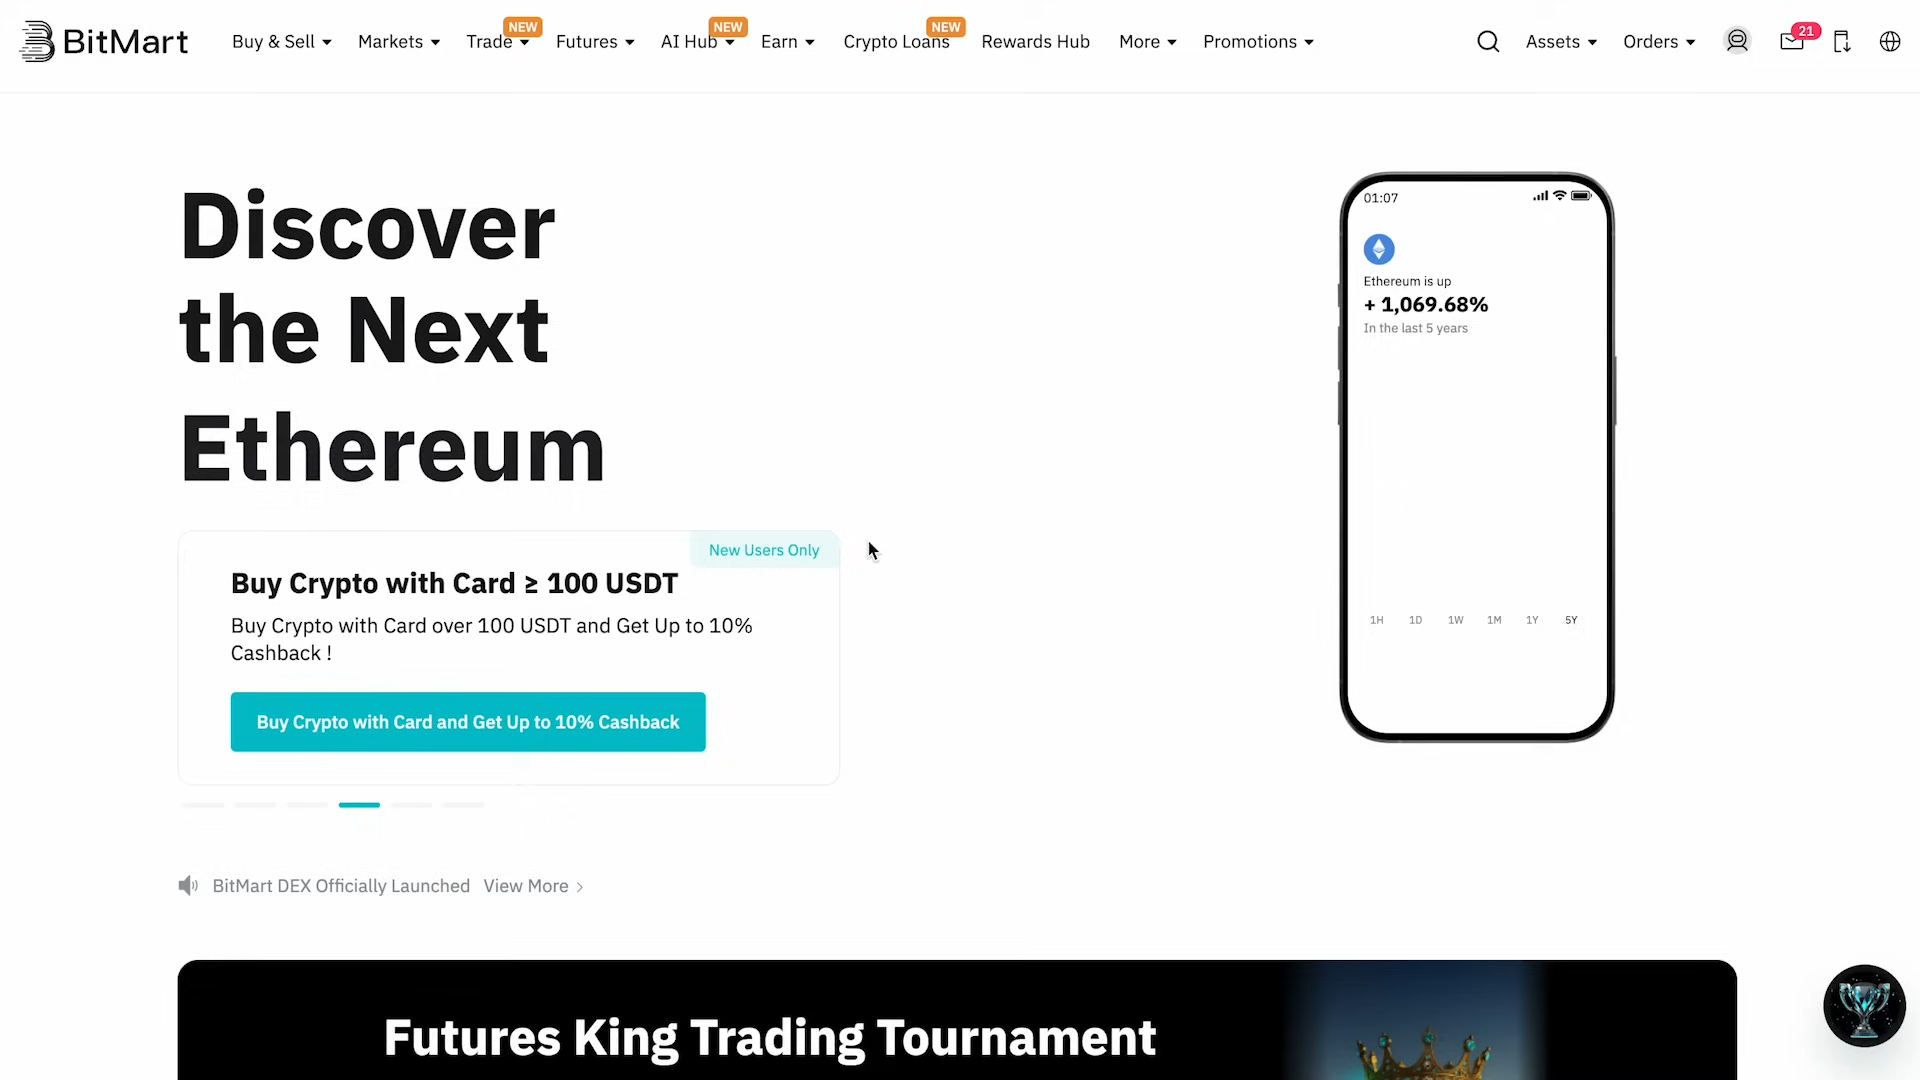 BitMart
Buy & Sell
Markets
Trade
NEW
Futures
AI Hub
NEW
Earn
Crypto Loans
NEW
Rewards Hub
More
Promotions
Assets
Orders
21
Discover
the Next
Ethereum
New Users Only
Buy Crypto with Card ≥ 100 USDT
Buy Crypto with Card over 100 USDT and Get Up to 10%
Cashback !
Buy Crypto with Card and Get Up to 10% Cashback
01:07
Ethereum is up
+ 1,069.68%
In the last 5 years
1H 1D 1W 1M 1Y 5Y
BitMart DEX Officially Launched View More
Futures King Trading Tournament